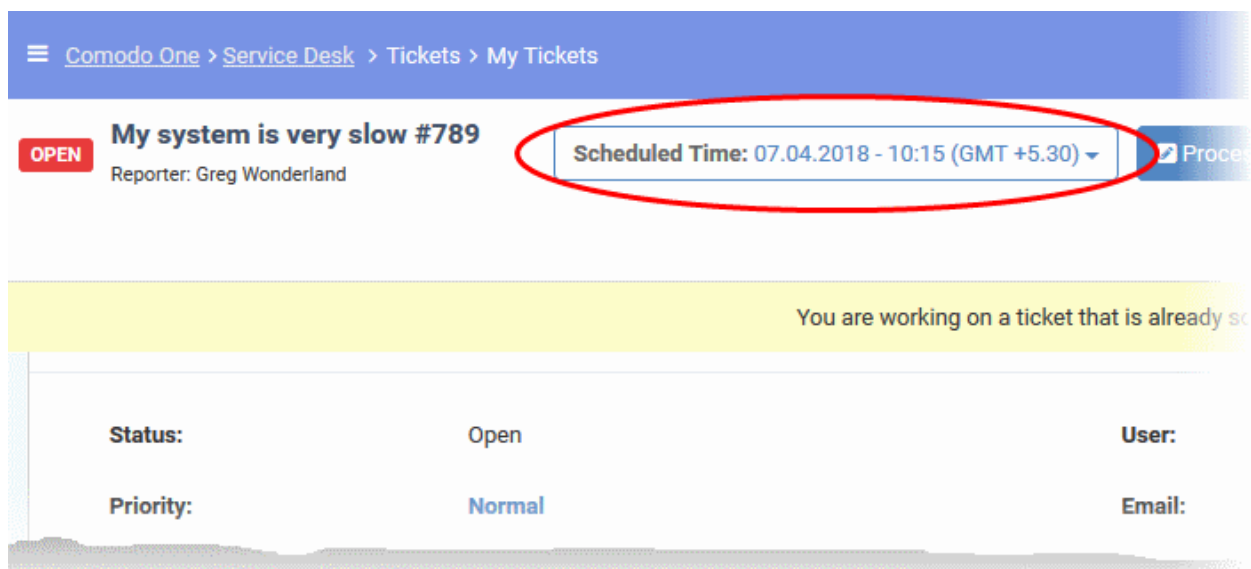 Comodo One > Service Desk > Tickets > My Tickets
OPEN
My system is very slow #789
Reporter: Greg Wonderland
Scheduled Time: 07.04.2018 - 10:15 (GMT +5.30)
You are working on a ticket that is already
Status: Open User:
Priority: Normal Email: